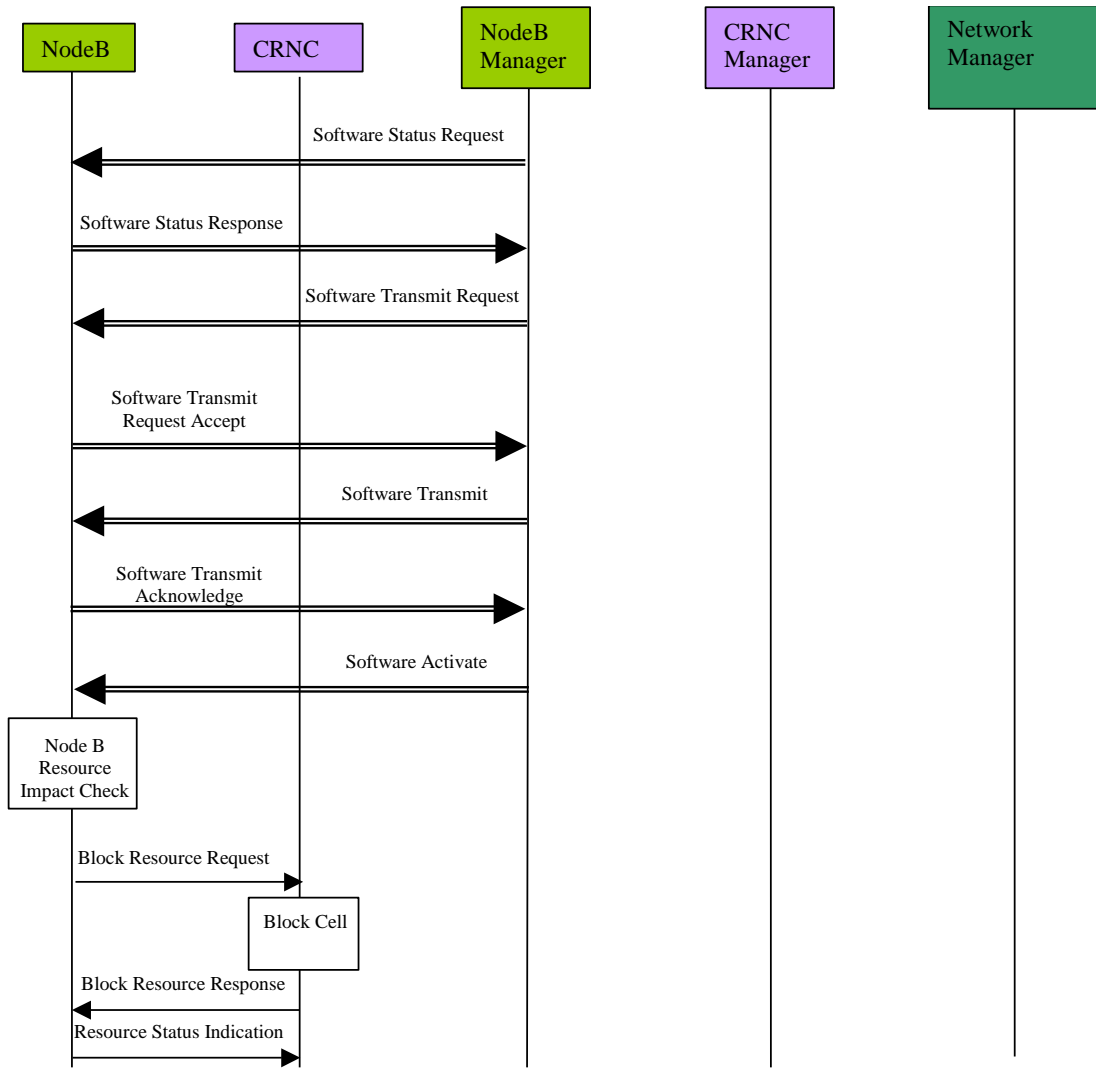 NodeB
CRNC
NodeB
Manager
CRNC
Manager
Network
Manager
Software Status Request
Software Status Response
Software Transmit Request
Software Transmit
Request Accept
Software Transmit
Software Transmit
Acknowledge
Software Activate
Node B
Resource
Impact Check
Block Resource Request
Block Cell
Block Resource Response
Resource Status Indication